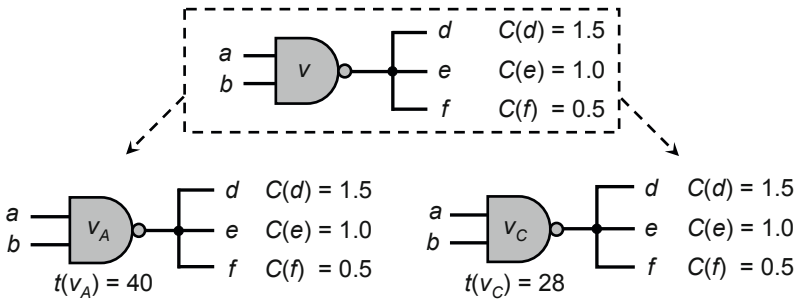 d C(d) = 1.5
a
v e C(e) = 1.0
b
f C(f) = 0.5
d C(d) = 1.5
a
v_A e C(e) = 1.0
b
f C(f) = 0.5
t(v_A) = 40
d C(d) = 1.5
a
v_C e C(e) = 1.0
b
f C(f) = 0.5
t(v_C) = 28